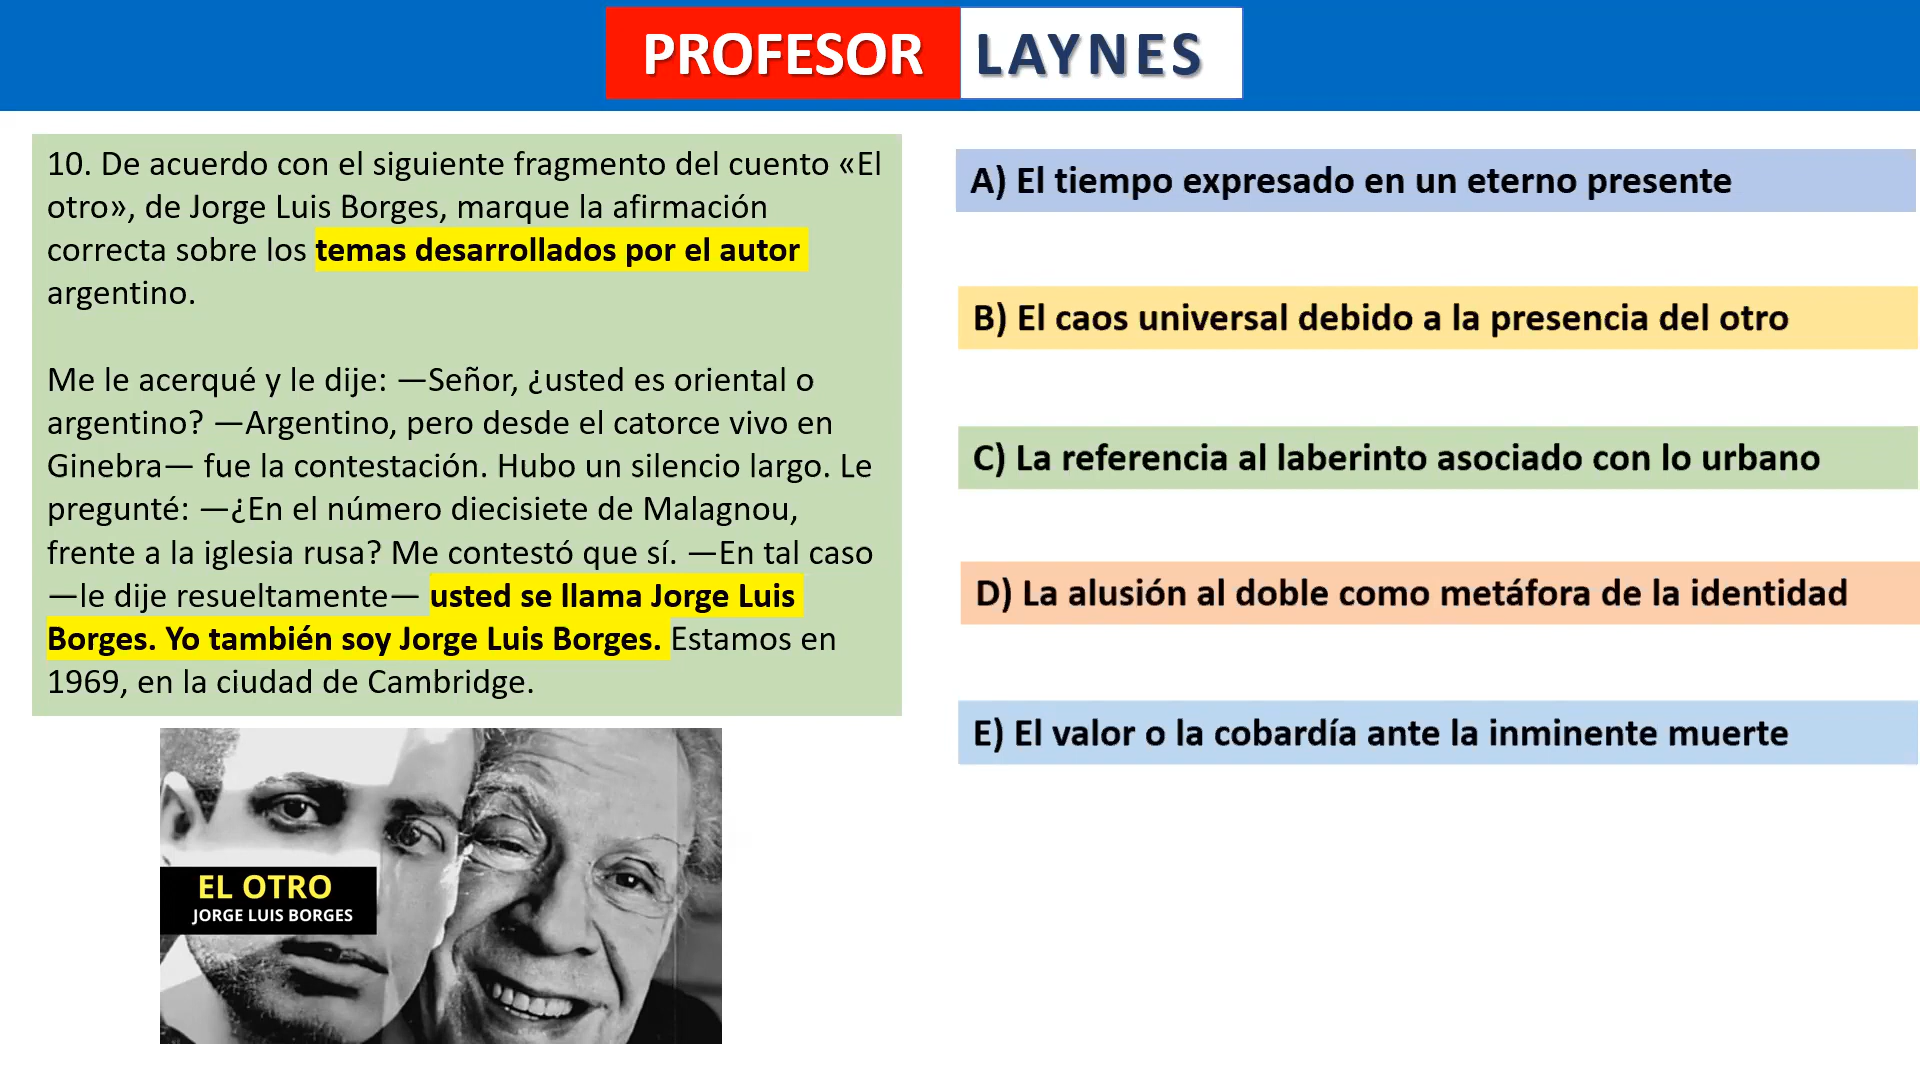 PROFESOR LAYNES
10. De acuerdo con el siguiente fragmento del cuento «El
otro», de Jorge Luis Borges, marque la afirmación
correcta sobre los temas desarrollados por el autor
argentino.
Me le acerqué y le dije: —Señor, ¿usted es oriental o
argentino? —Argentino, pero desde el catorce vivo en
Ginebra— fue la contestación. Hubo un silencio largo. Le
pregunté: —¿En el número diecisiete de Malagnou,
frente a la iglesia rusa? Me contestó que sí. —En tal caso
—le dije resueltamente— usted se llama Jorge Luis
Borges. Yo también soy Jorge Luis Borges. Estamos en
1969, en la ciudad de Cambridge.
EL OTRO
JORGE LUIS BORGES
A) El tiempo expresado en un eterno presente
B) El caos universal debido a la presencia del otro
C) La referencia al laberinto asociado con lo urbano
D) La alusión al doble como metáfora de la identidad
E) El valor o la cobardía ante la inminente muerte